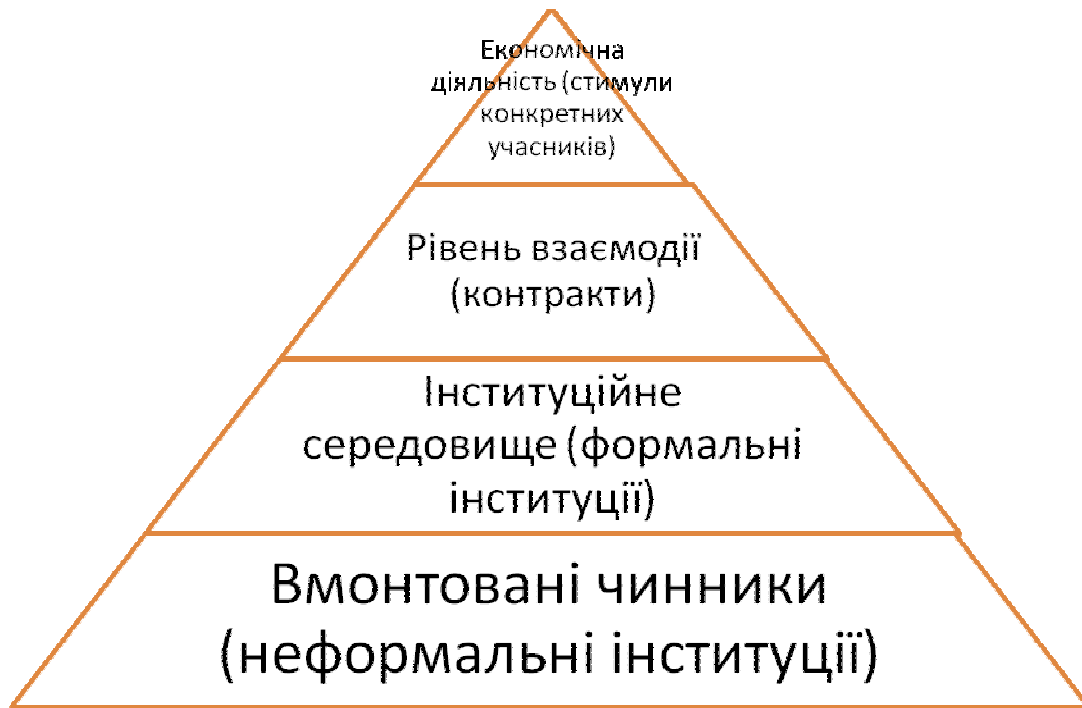 Економічна
діяльність (стимули
конкретних
учасників)
Рівень взаємодії
(контракти)
Інституційне
середовище (формальні
інституції)
Вмонтовані чинники
(неформальні інституції)